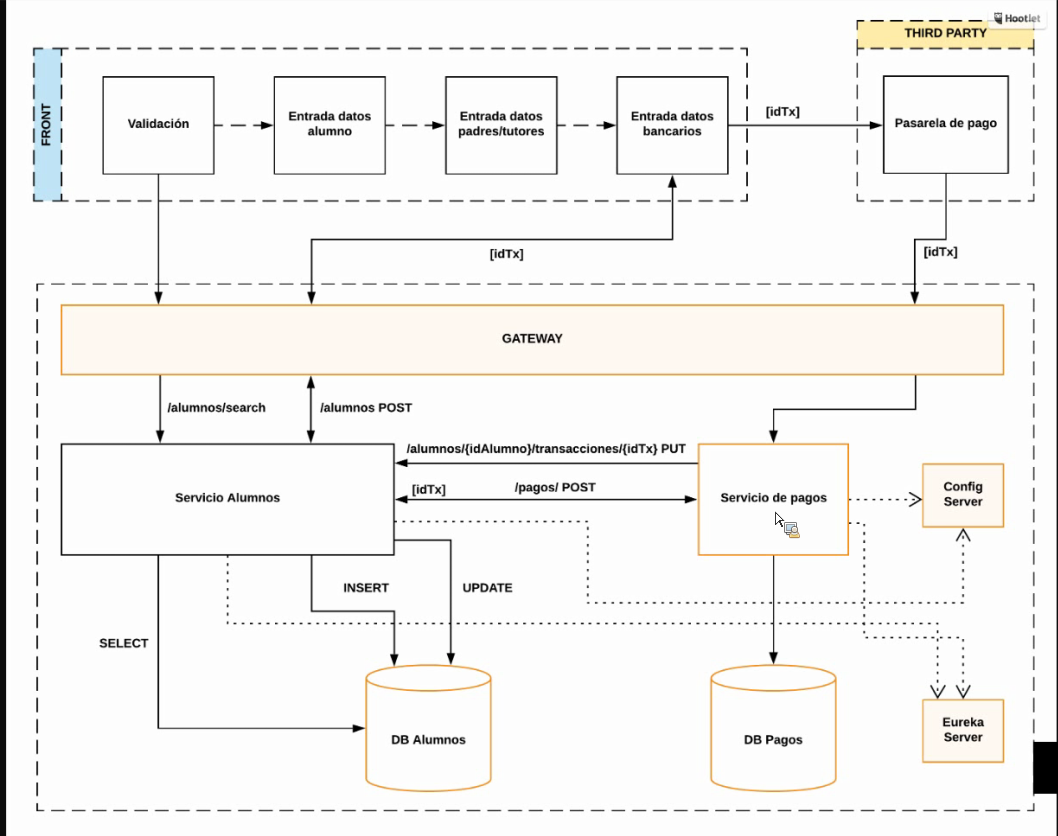 Hootlet
THIRD PARTY
FRONT
Validación
Entrada datos
alumno
Entrada datos
padres/tutores
Entrada datos
bancarios
[idTx]
Pasarela de pago
[idTx]
[idTx]
GATEWAY
/alumnos/search
/alumnos POST
/alumnos/{idAlumno}/transacciones/{idTx} PUT
[idTx]
/pagos/ POST
Servicio Alumnos
Servicio de pagos
Config
Server
INSERT
UPDATE
SELECT
DB Alumnos
DB Pagos
Eureka
Server